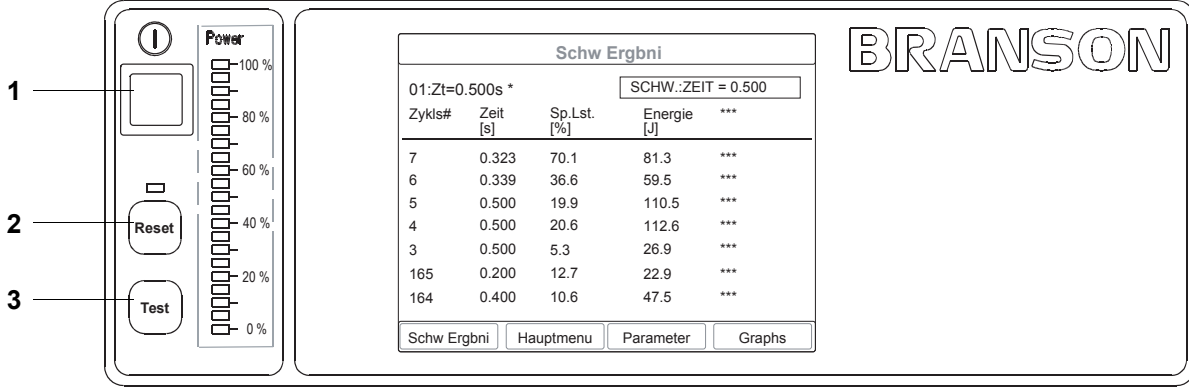 Power
100 %
80 %
60 %
40 %
20 %
0 %
1
2
3
Reset
Test
Schw Ergbni
01:Zt=0.500s *
SCHW.:ZEIT = 0.500
Zykls# Zeit Sp.Lst. Energie ***
[s] [%] [J]
7 0.323 70.1 81.3 ***
6 0.339 36.6 59.5 ***
5 0.500 19.9 110.5 ***
4 0.500 20.6 112.6 ***
3 0.500 5.3 26.9 ***
165 0.200 12.7 22.9 ***
164 0.400 10.6 47.5 ***
Schw Ergbni Hauptmenu Parameter Graphs
BRANSON